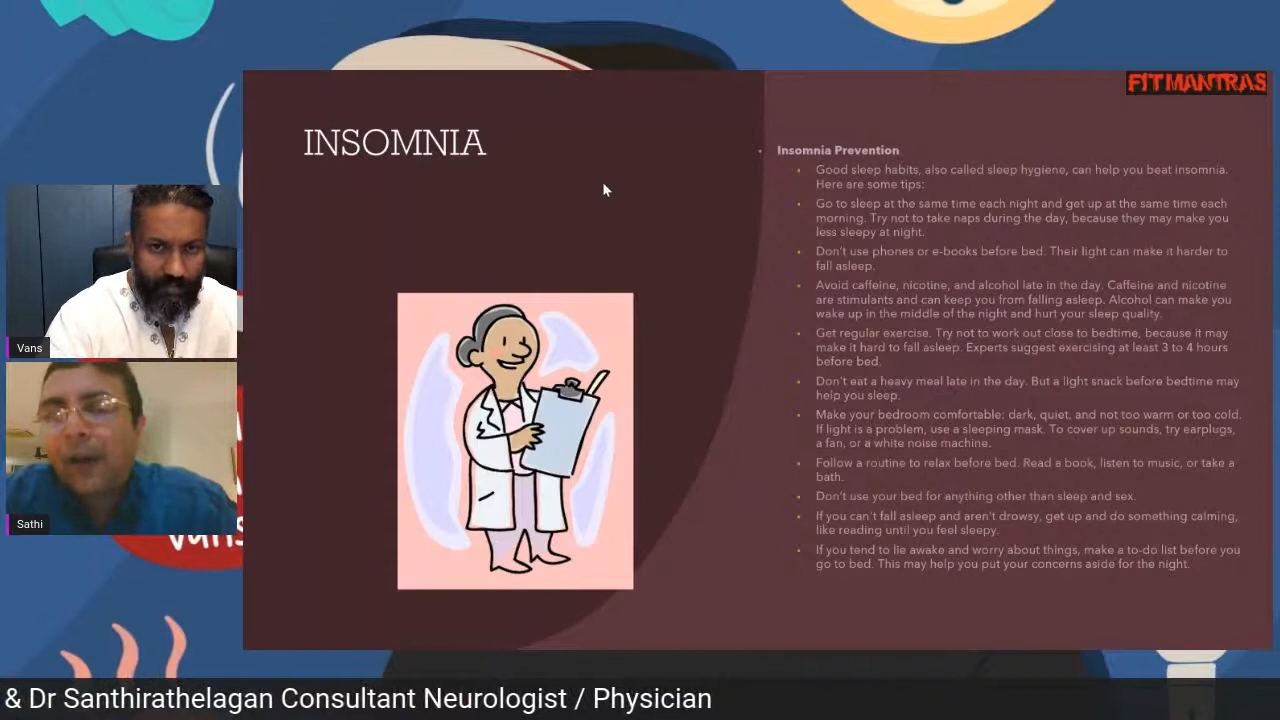 FITMANTRAS
INSOMNIA
Insomnia Prevention
Good sleep habits, also called sleep hygiene, can help you beat insomnia.
Here are some tips:
Go to sleep at the same time each night and get up at the same time each
morning. Try not to take naps during the day, because they may make you
less sleepy at night.
Don't use phones or e-books before bed. Their light can make it harder to
fall asleep.
Avoid caffeine, nicotine, and alcohol late in the day. Caffeine and nicotine
are stimulants and can keep you from falling asleep. Alcohol can make you
wake up in the middle of the night and hurt your sleep quality.
Get regular exercise. Try not to work out close to bedtime, because it may
make it hard to fall asleep. Experts suggest exercising at least 3 to 4 hours
before bed.
Don't eat a heavy meal late in the day. But a light snack before bedtime may
help you sleep.
Make your bedroom comfortable: dark, quiet, and not too warm or too cold.
If light is a problem, use a sleeping mask. To cover up sounds, try earplugs,
a fan, or a white noise machine.
Follow a routine to relax before bed. Read a book, listen to music, or take a
bath.
Don't use your bed for anything other than sleep and sex.
If you can't fall asleep and aren't drowsy, get up and do something calming,
like reading until you feel sleepy.
If you tend to lie awake and worry about things, make a to-do list before you
go to bed. This may help you put your concerns aside for the night.
Vans
Sathi
vans
& Dr Santhirathelagan Consultant Neurologist / Physician